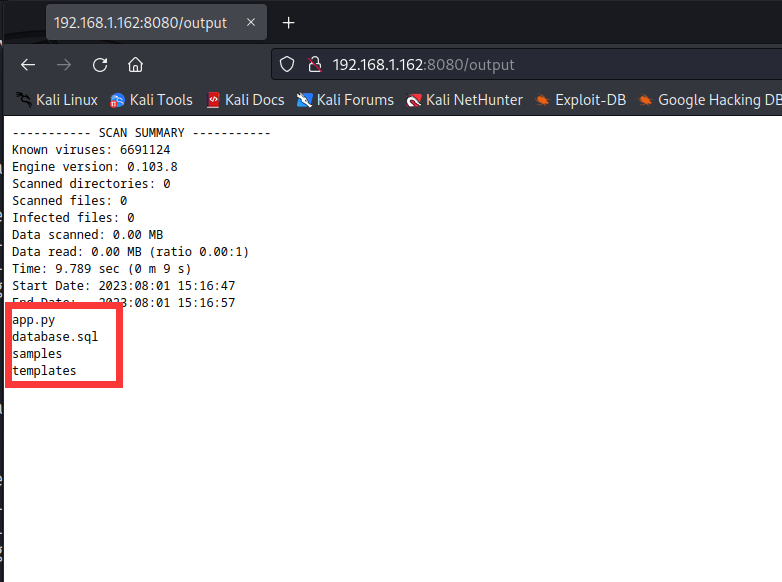 192.168.1.162:8080/output
192.168.1.162:8080/output
Kali Linux Kali Tools Kali Docs Kali Forums Kali NetHunter Exploit-DB Google Hacking DB
----------- SCAN SUMMARY -----------
Known viruses: 6691124
Engine version: 0.103.8
Scanned directories: 0
Scanned files: 0
Infected files: 0
Data scanned: 0.00 MB
Data read: 0.00 MB (ratio 0.00:1)
Time: 9.789 sec (0 m 9 s)
Start Date: 2023:08:01 15:16:47
End Date: 2023:08:01 15:16:57
app.py
database.sql
samples
templates